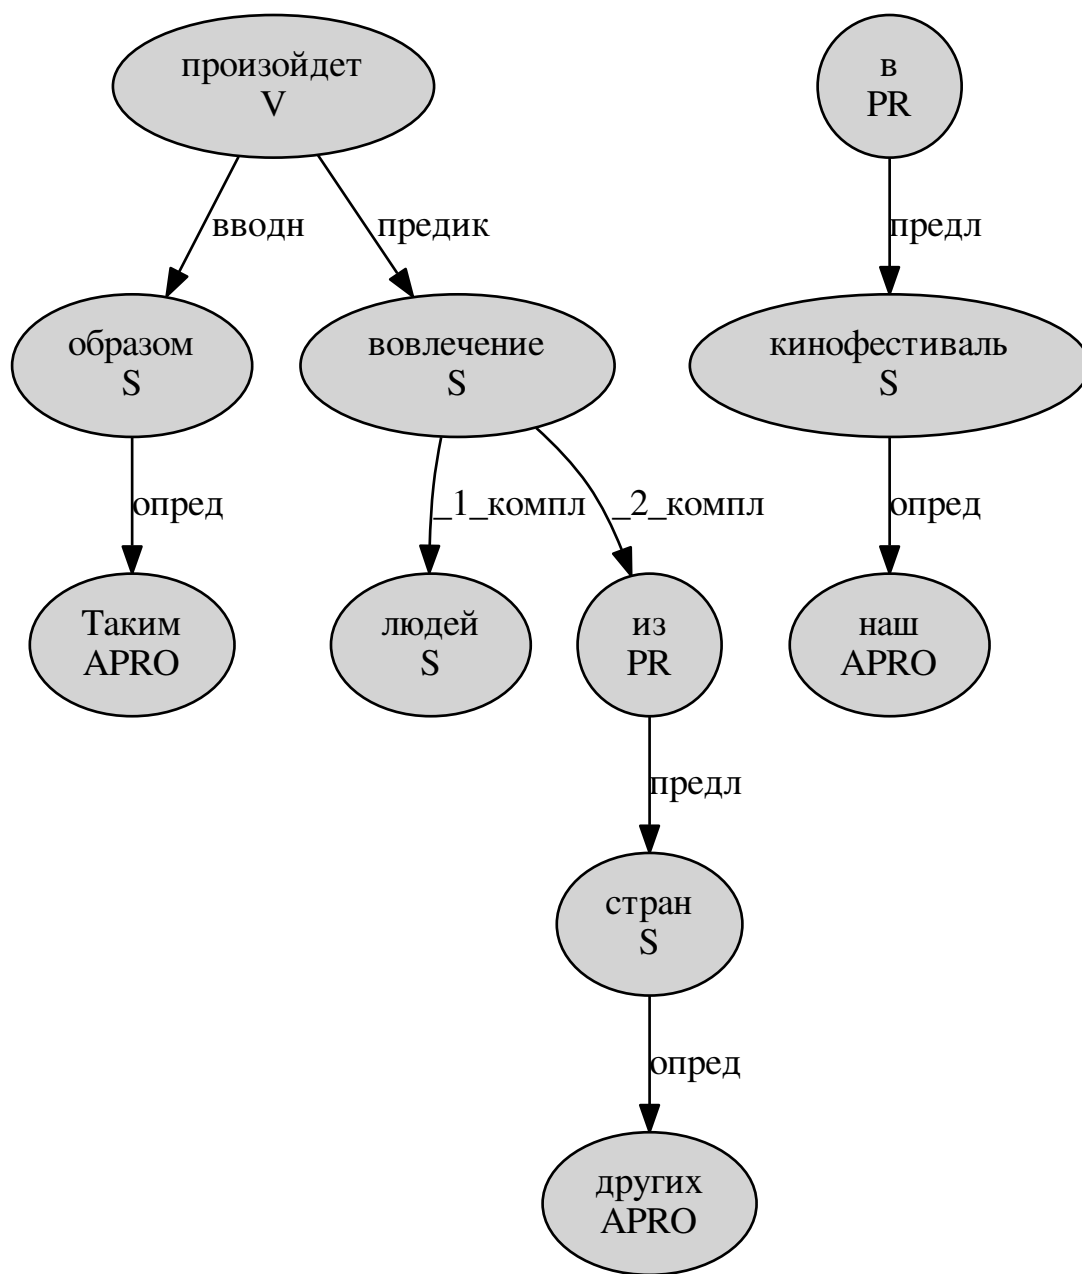 произойдет
V
в
PR
вводн
предик
предл
образом
S
вовлечение
S
кинофестиваль
S
опред
_1_компл
_2_компл
опред
Таким
APRO
людей
S
из
PR
наш
APRO
предл
стран
S
опред
других
APRO